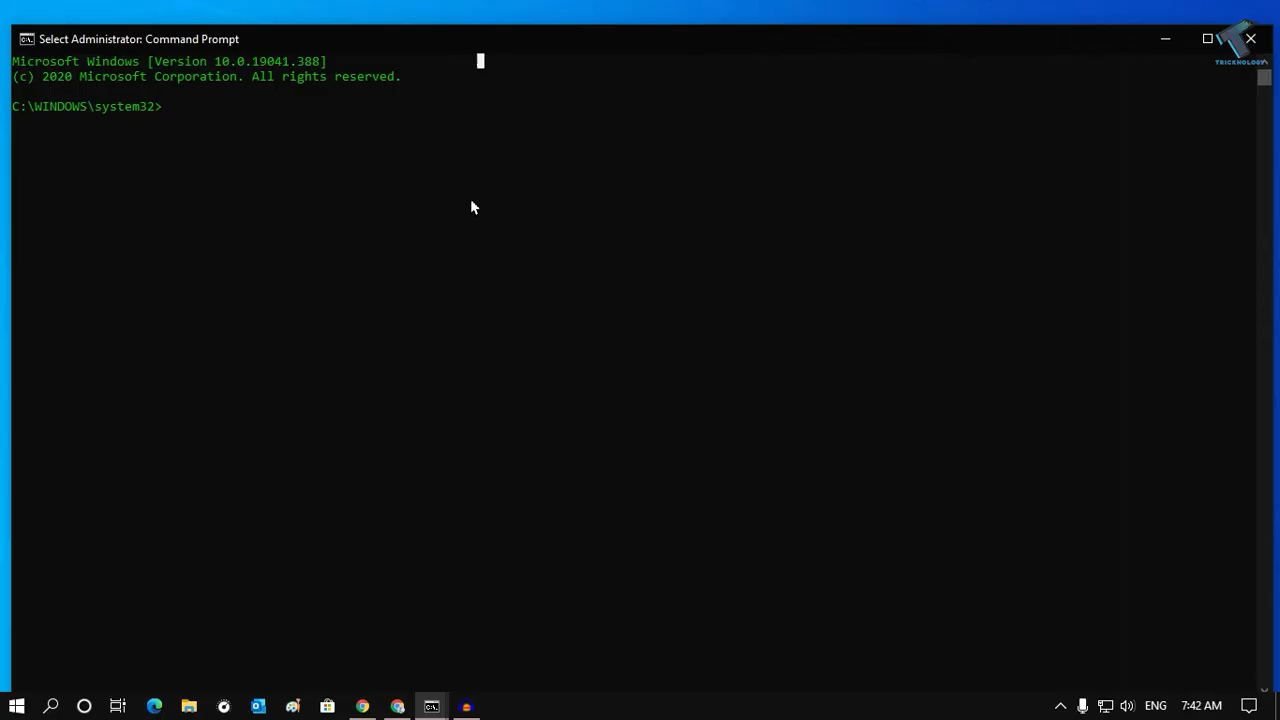 Select Administrator: Command Prompt
TRICKNOLOGY
Microsoft Windows [Version 10.0.19041.388]
(c) 2020 Microsoft Corporation. All rights reserved.
C:\WINDOWS\system32>
ENG
7:42 AM